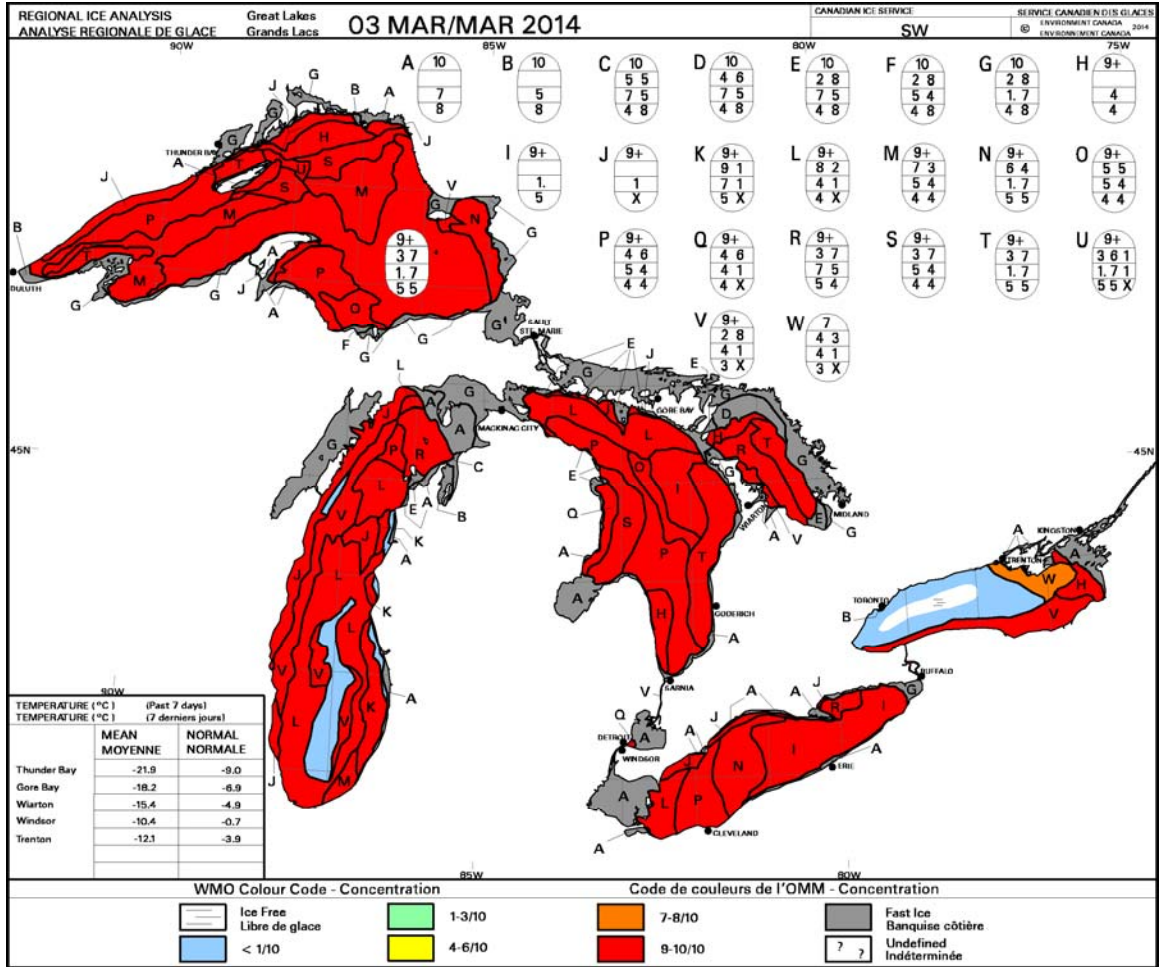 REGIONAL ICE ANALYSIS
ANALYSE REGIONALE DE GLACE
Great Lakes
Grands Lacs
03 MAR/MAR 2014
CANADIAN ICE SERVICE
SERVICE CANADIEN DES GLACES
SW
© ENVIRONMENT CANADA 2014
ENVIRONNEMENT CANADA
90W
85W
80W
75W
A
10
7
8
B
10
5
8
C
10
5 5
7 5
4 8
D
10
4 6
7 5
4 8
E
10
2 8
7 5
4 8
F
10
2 8
5 4
4 8
G
10
2 8
1. 7
4 8
H
9+
4
4
I
9+
1.
5
J
9+
1
X
K
9+
9 1
7 1
5 X
L
9+
8 2
4 1
4 X
M
9+
7 3
5 4
4 4
N
9+
6 4
1. 7
5 5
O
9+
5 5
5 4
4 4
P
9+
4 6
5 4
4 4
Q
9+
4 6
4 1
4 X
R
9+
3 7
7 5
5 4
S
9+
3 7
5 4
4 4
T
9+
3 7
1. 7
5 5
U
9+
3 6 1
1. 7 1
5 5 X
V
9+
2 8
4 1
3 X
W
7
4 3
4 1
3 X
9+
3 7
1. 7
5 5
THUNDER BAY
DULUTH
SAULT
STE. MARIE
MACKINAC CITY
GORE BAY
45N
45N
WIARTON
MIDLAND
KINGSTON
TRENTON
TORONTO
GODERICH
SARNIA
BUFFALO
DETROIT
WINDSOR
ERIE
CLEVELAND
90W
85W
80W
TEMPERATURE (°C) (Past 7 days)
TEMPERATURE (°C) (7 derniers jours)
MEAN NORMAL
MOYENNE NORMALE
Thunder Bay -21.9 -9.0
Gore Bay -18.2 -6.9
Wiarton -15.4 -4.9
Windsor -10.4 -0.7
Trenton -12.1 -3.9
WMO Colour Code - Concentration
Code de couleurs de l'OMM - Concentration
Ice Free
Libre de glace
< 1/10
1-3/10
4-6/10
7-8/10
9-10/10
Fast Ice
Banquise côtière
? ?
Undefined
Indéterminée